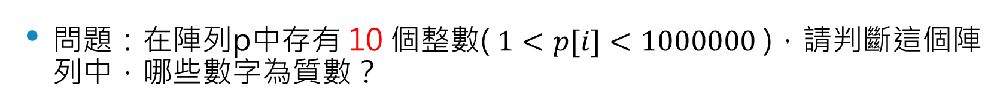 • 問題：在陣列p中存有 10 個整數( 1 < p[i] < 1000000 )，請判斷這個陣
列中，哪些數字為質數？